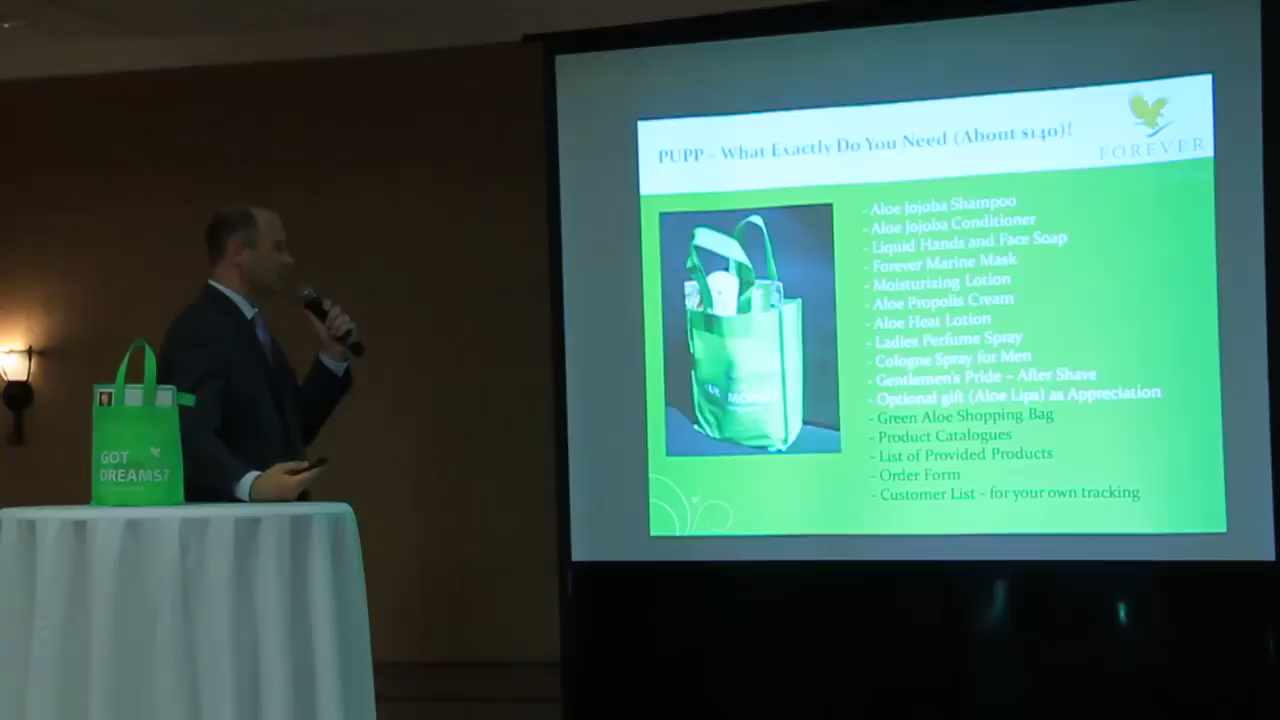 PUPP – What Exactly Do You Need (About $140)!
FOREVER
- Aloe Jojoba Shampoo
- Aloe Jojoba Conditioner
- Liquid Hands and Face Soap
- Forever Marine Mask
- Moisturizing Lotion
- Aloe Propolis Cream
- Aloe Heat Lotion
- Ladies Perfume Spray
- Cologne Spray for Men
- Gentlemen's Pride – After Shave
- Optional gift (Aloe Lips) as Appreciation
- Green Aloe Shopping Bag
- Product Catalogues
- List of Provided Products
- Order Form
- Customer List - for your own tracking
GOT
DREAMS?